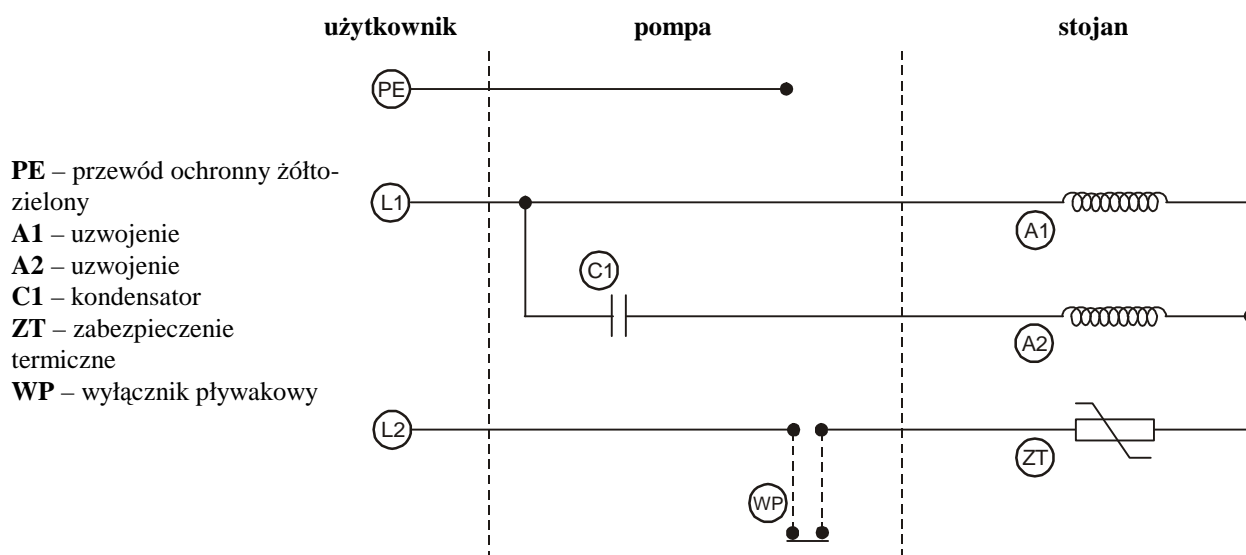 użytkownik
pompa
stojan
PE
PE – przewód ochronny żółto-
zielony
A1 – uzwojenie
A2 – uzwojenie
C1 – kondensator
ZT – zabezpieczenie
termiczne
WP – wyłącznik pływakowy
L1
A1
C1
A2
L2
ZT
WP